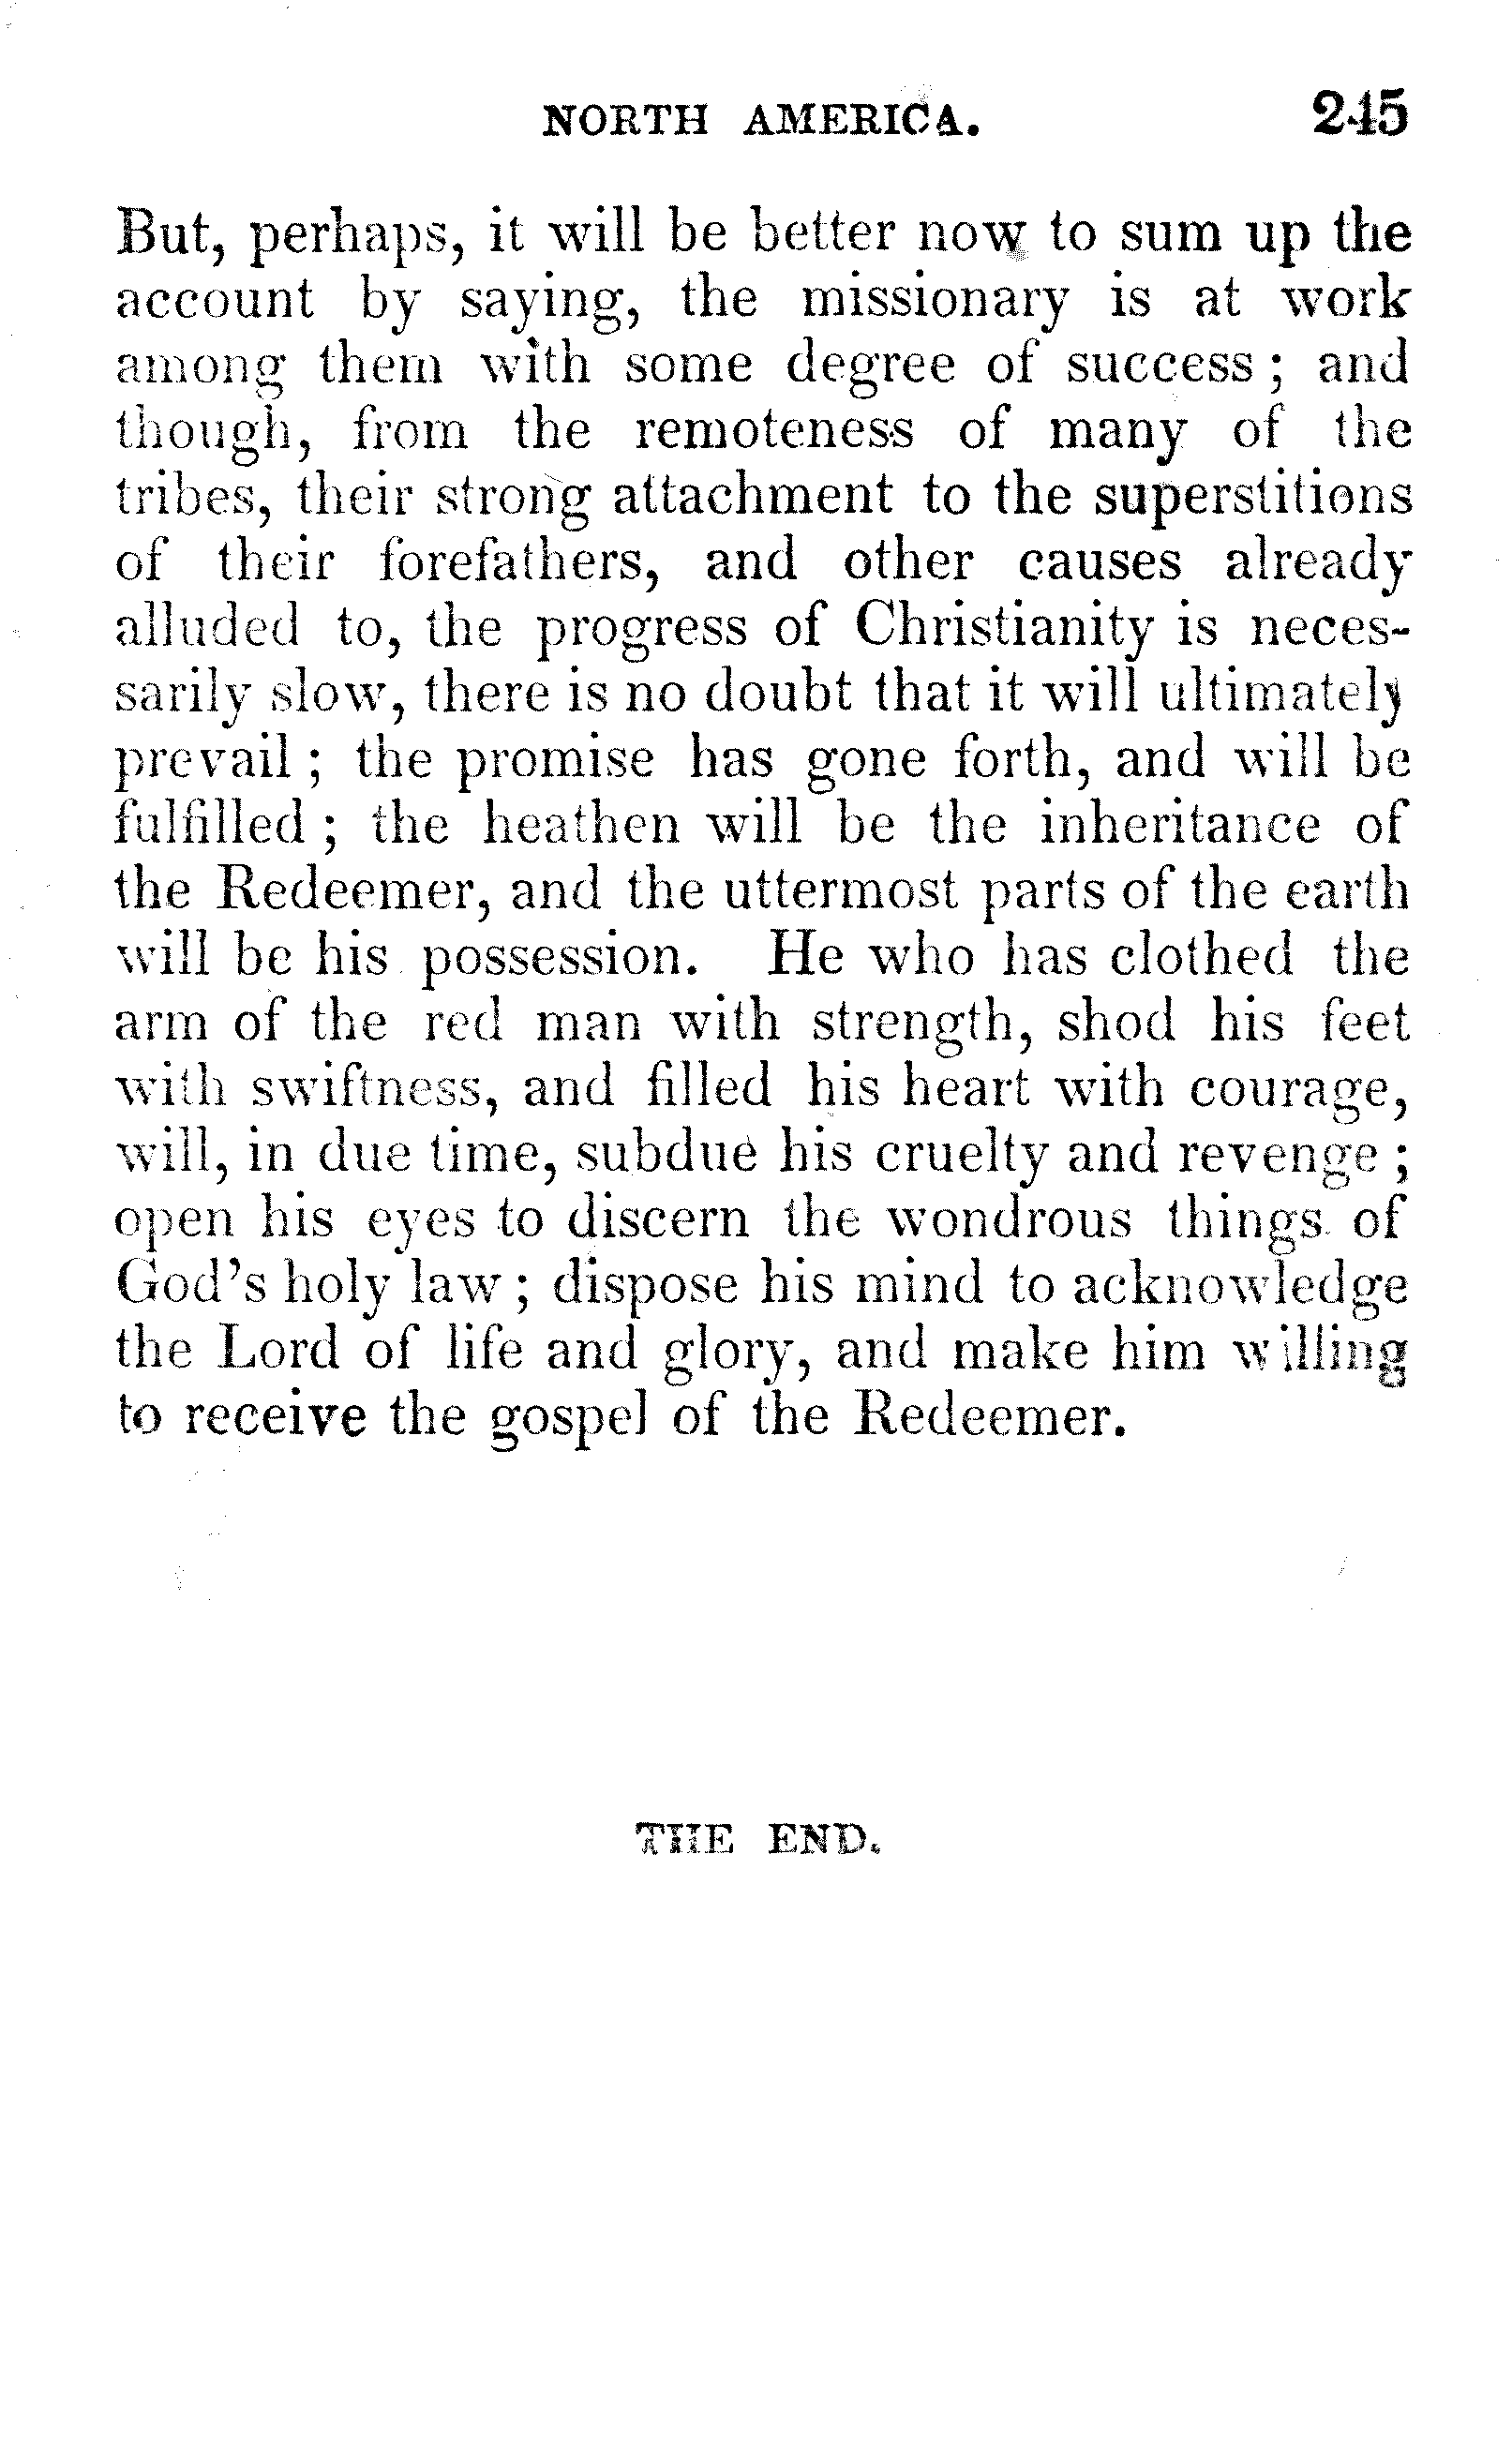 NORTH AMERICA. 245
But, perhaps, it will be better now to sum up the
account by saying, the missionary is at work
among them with some degree of success ; and
though, from the remoteness of many of the
tribes, their strong attachment to the superstitions
of their forefathers, and other causes already
alluded to, the progress of Christianity is neces-
sarily slow, there is no doubt that it will ultimately
prevail ; the promise has gone forth, and will be
fulfilled ; the heathen will be the inheritance of
the Redeemer, and the uttermost parts of the earth
will be his possession. He who has clothed the
arm of the red man with strength, shod his feet
with swiftness, and filled his heart with courage,
will, in due time, subdue his cruelty and revenge ;
open his eyes to discern the wondrous things of
God's holy law ; dispose his mind to acknowledge
the Lord of life and glory, and make him willing
to receive the gospel of the Redeemer.
THE END.